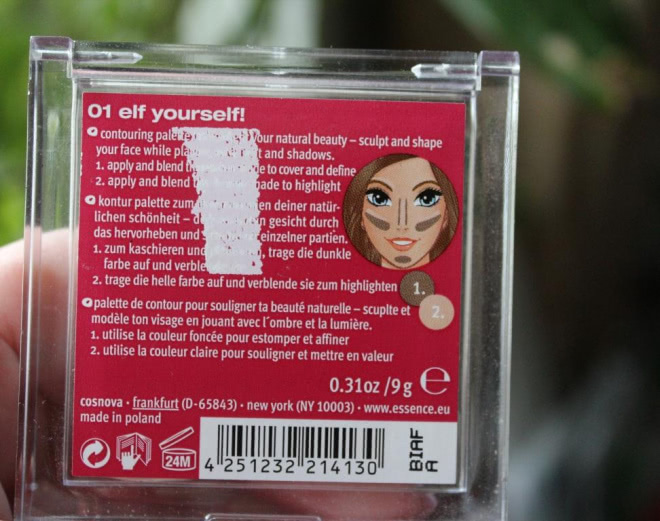 01 elf yourself!
contouring your natural beauty – sculpt and shape
your face while and shadows.
1. apply and blend to cover and define
2. apply and blend to highlight
kontur palette zum deiner natür-
lichen schönheit – gesicht durch
das hervorheben und einzelner partien.
1. zum kaschieren und trage die dunkle
farbe auf und
2. trage die helle farbe auf und verblende sie zum highlighten
1.
2.
palette de contour pour souligner ta beauté naturelle – sculpte et
modèle ton visage en jouant avec l'ombre et la lumière.
1. utilise la couleur foncée pour estomper et affiner
2. utilise la couleur claire pour souligner et mettre en valeur
0.31oz /9 g e
cosnova · frankfurt (D-65843) · new york (NY 10003) · www.essence.eu
made in poland
24M
4 251232 214130
BIAF
A